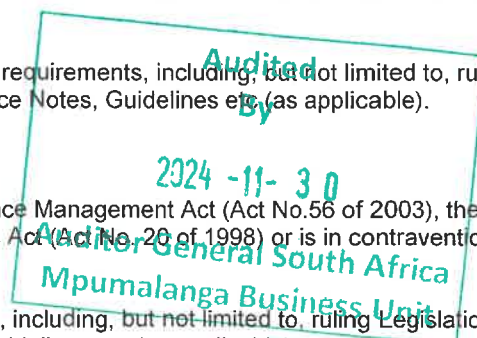 requirements, including, but not limited to, ru
Audited
ce Notes, Guidelines etc (as applicable).
By
2024 -11- 30
ce Management Act (Act No.56 of 2003), the
Act (Act No. 20 of 1998) or is in contraventi
Auditor General South Africa
Mpumalanga Business Unit
, including, but not limited to, ruling Legislatio